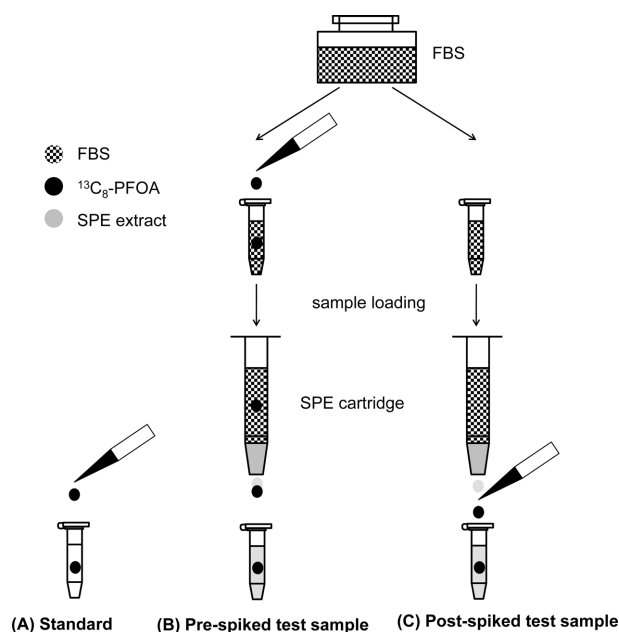 FBS
FBS
¹³C₈-PFOA
SPE extract
sample loading
SPE cartridge
(A) Standard
(B) Pre-spiked test sample
(C) Post-spiked test sample